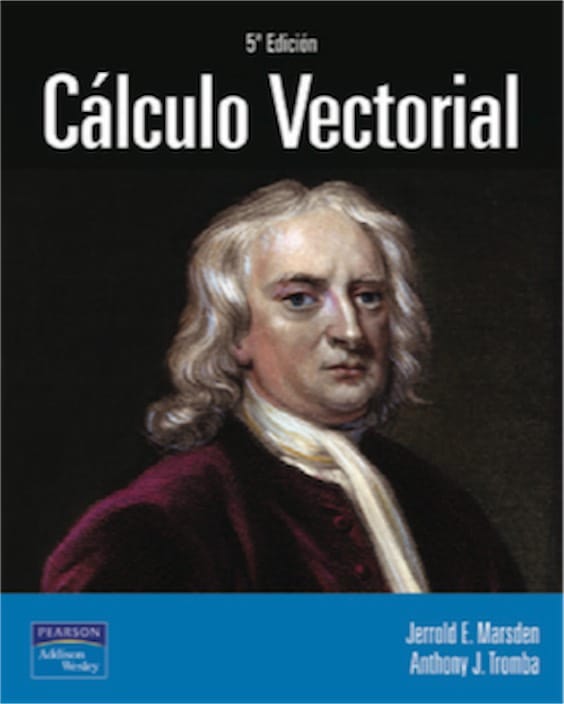 5ª Edición
Cálculo Vectorial
PEARSON
Addison
Wesley
Jerrold E. Marsden
Anthony J. Tromba